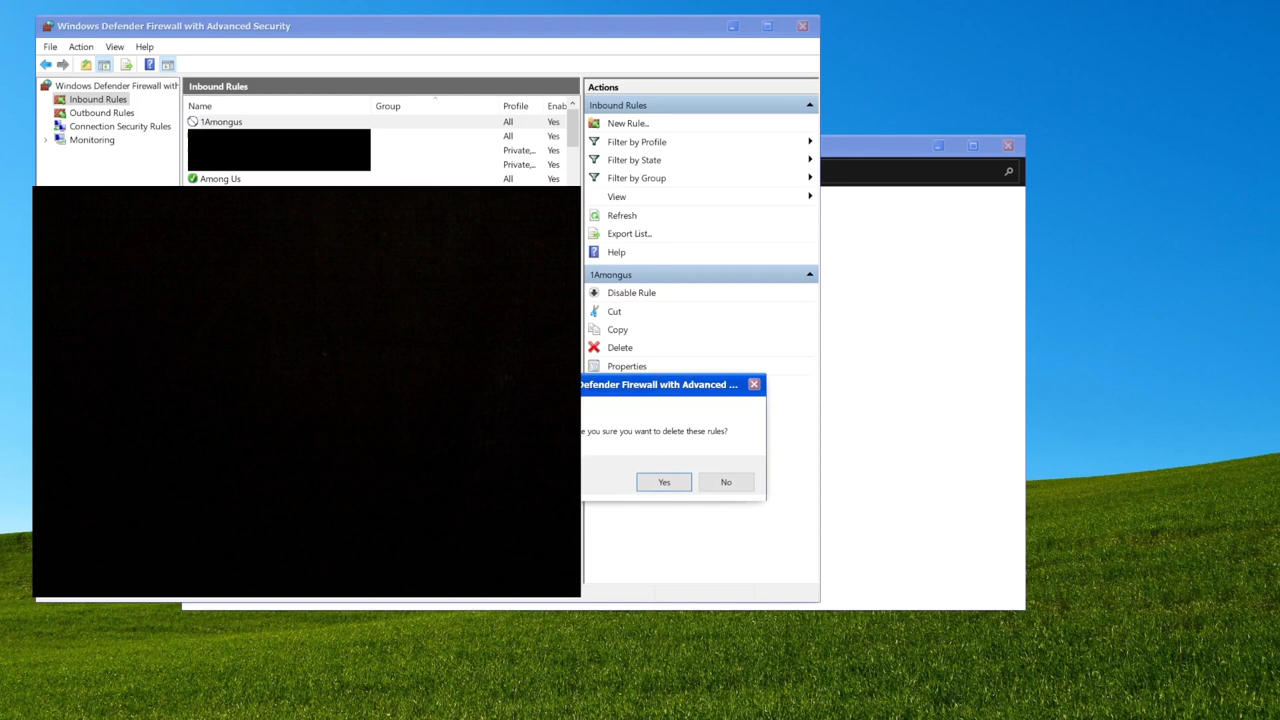 Windows Defender Firewall with Advanced Security
File Action View Help
Windows Defender Firewall with
Inbound Rules
Outbound Rules
Connection Security Rules
Monitoring
Inbound Rules
Name Group Profile Enab
1Amongus All Yes
All Yes
Private,... Yes
Private,... Yes
Among Us All Yes
Actions
Inbound Rules
New Rule...
Filter by Profile
Filter by State
Filter by Group
View
Refresh
Export List...
Help
1Amongus
Disable Rule
Cut
Copy
Delete
Properties
Defender Firewall with Advanced ...
e you sure you want to delete these rules?
Yes No